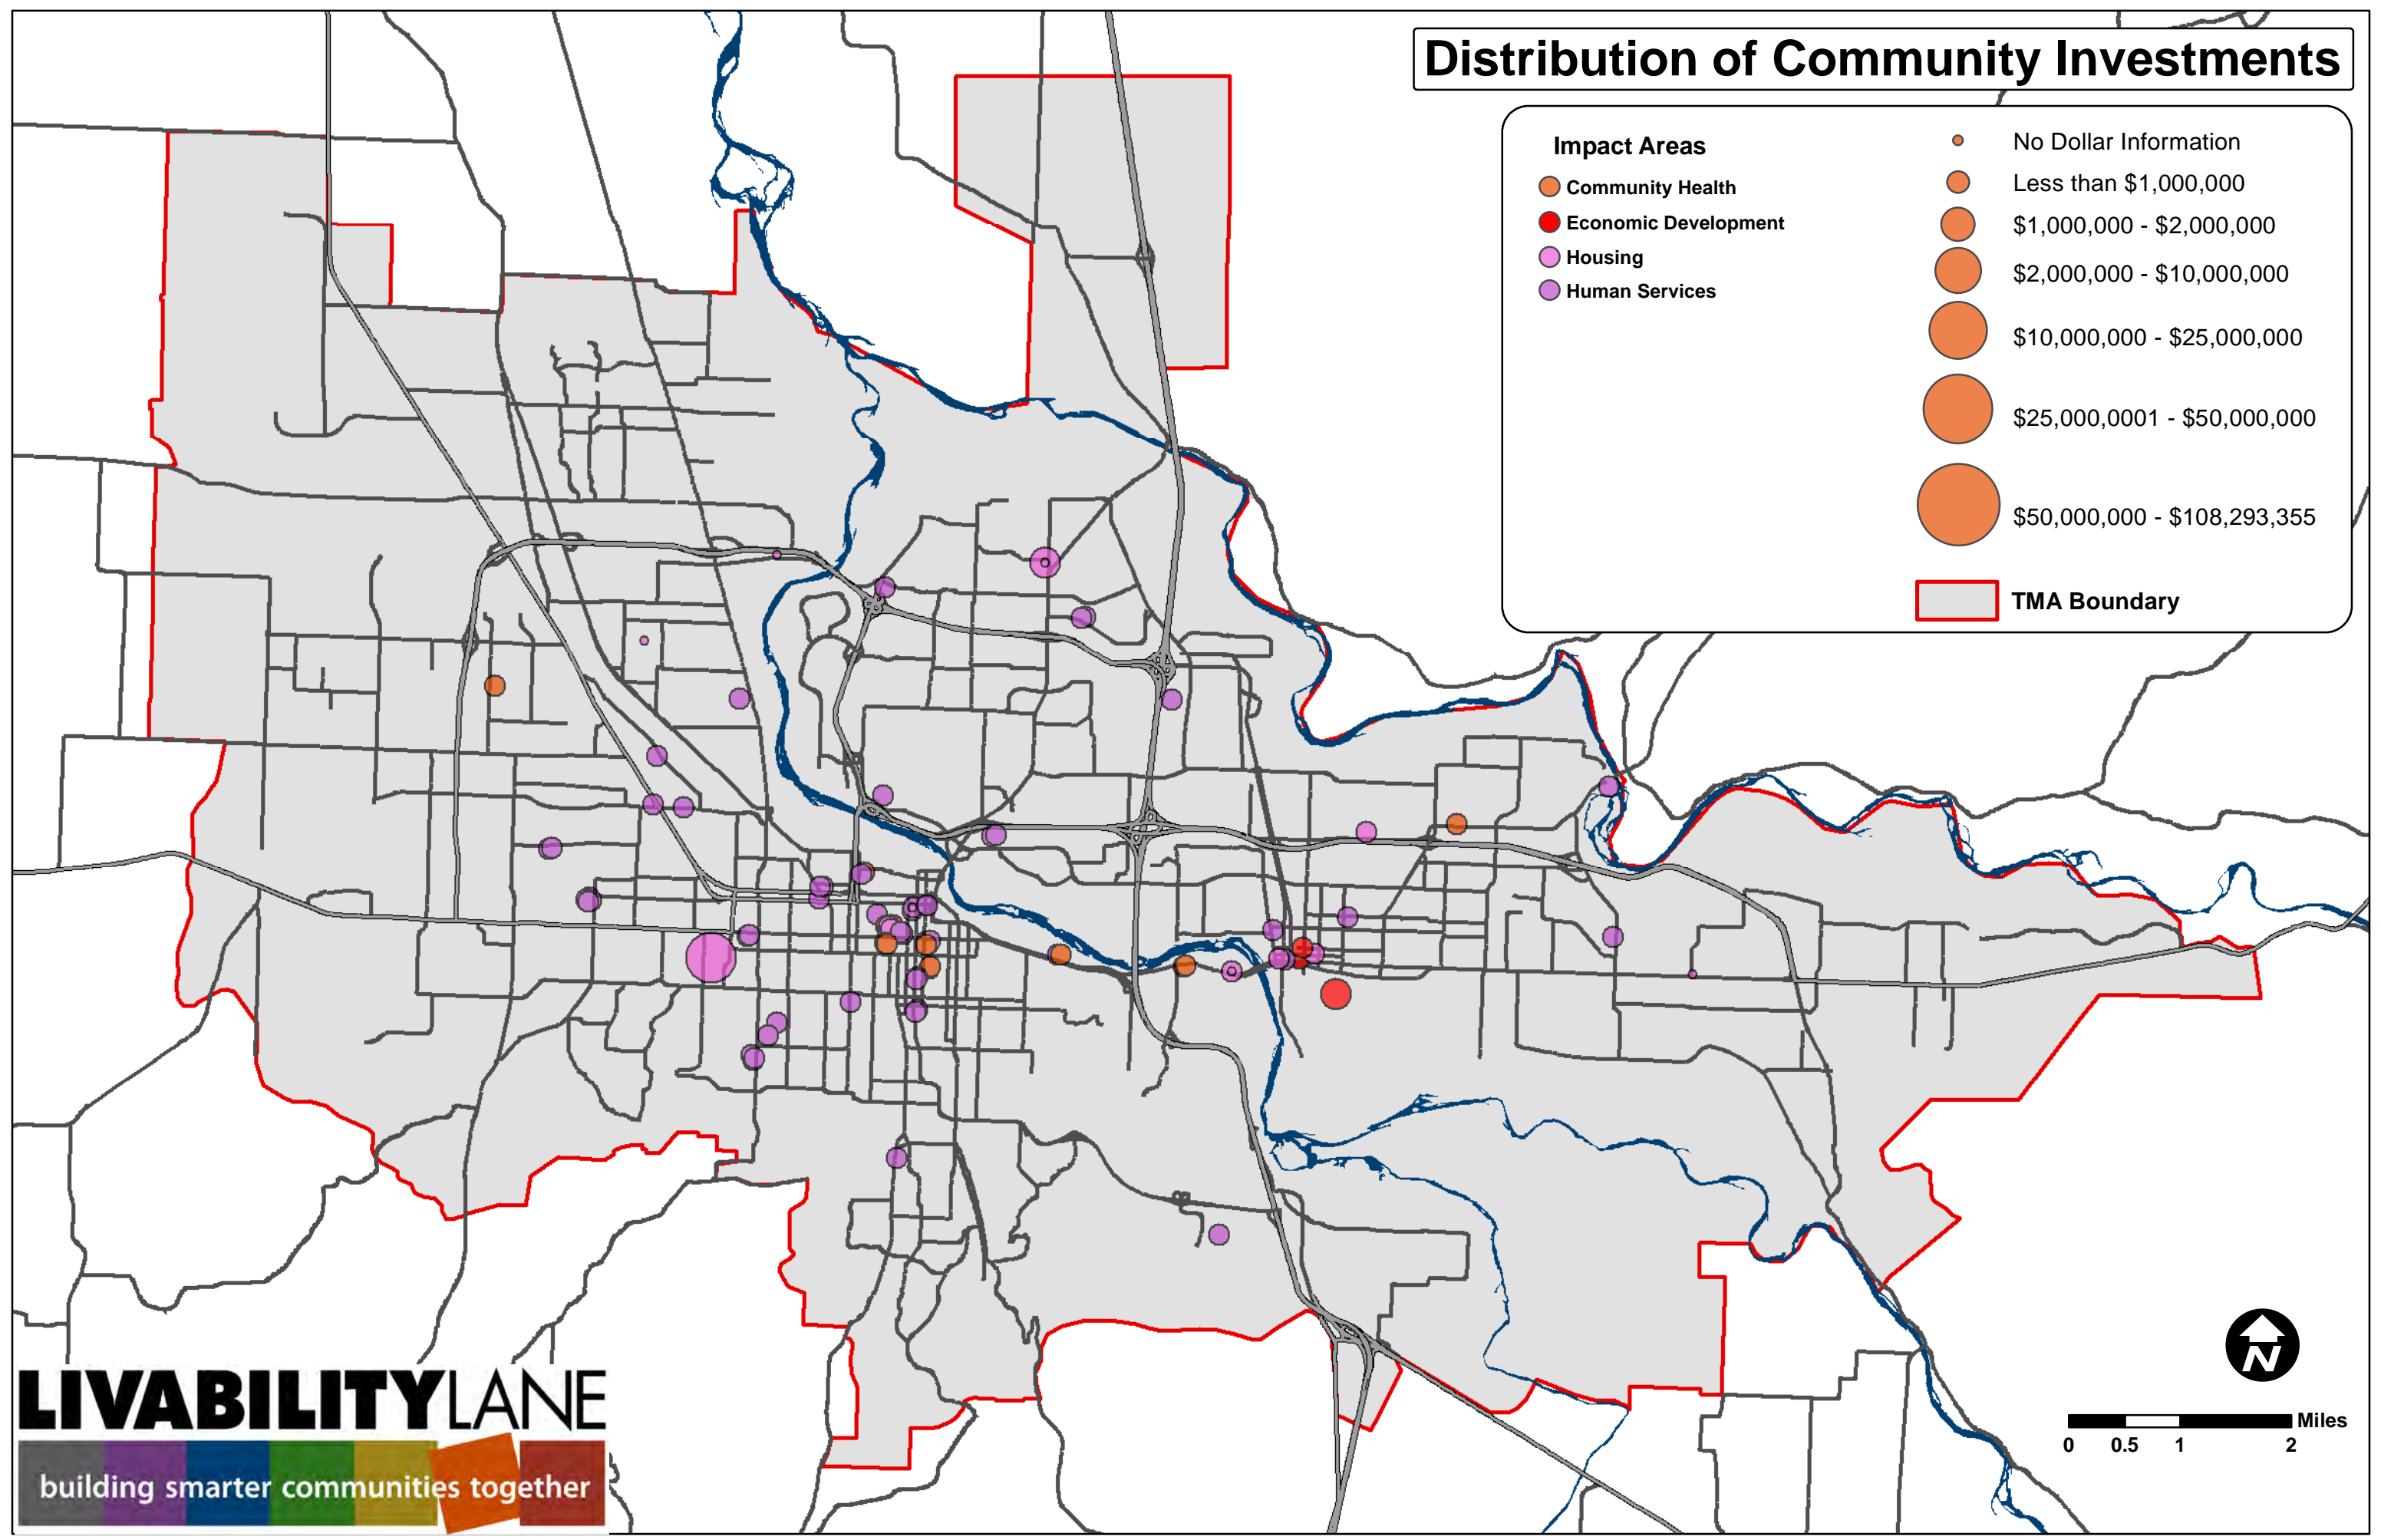 Distribution of Community Investments
Impact Areas
Community Health
Economic Development
Housing
Human Services
No Dollar Information
Less than $1,000,000
$1,000,000 - $2,000,000
$2,000,000 - $10,000,000
$10,000,000 - $25,000,000
$25,000,0001 - $50,000,000
$50,000,000 - $108,293,355
TMA Boundary
N
Miles
0 0.5 1 2
LIVABILITYLANE
building smarter communities together